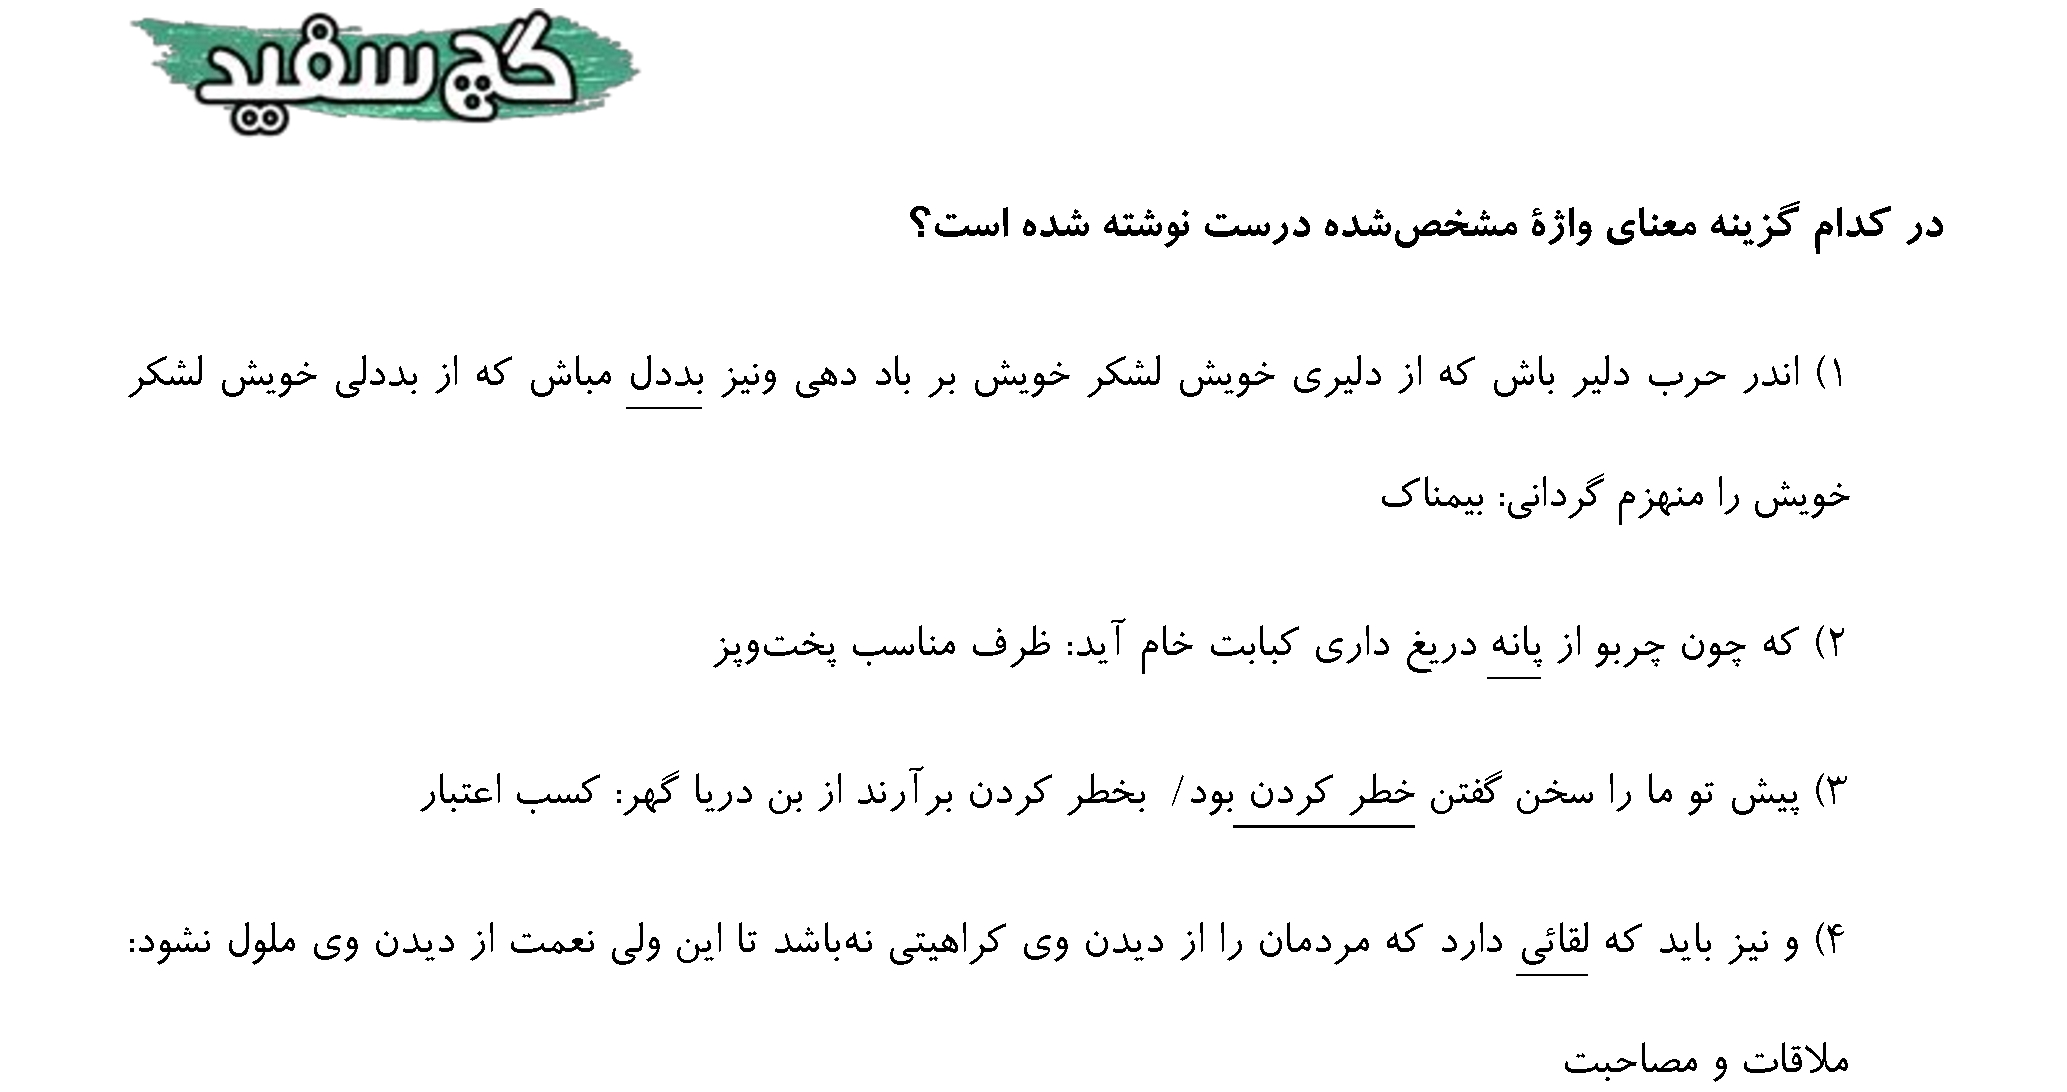 گچ سفید
در کدام گزینه معنای واژهٔ مشخص‌شده درست نوشته شده است؟
۱) اندر حرب دلیر باش که از دلیری خویش لشکر خویش بر باد دهی ونیز بددل مباش که از بددلی خویش لشکر
خویش را منهزم گردانی: بیمناک
۲) که چون چربو از پانه دریغ داری کبابت خام آید: ظرف مناسب پخت‌وپز
۳) پیش تو ما را سخن گفتن خطر کردن بود/ بخطر کردن برآرند از بن دریا گهر: کسب اعتبار
۴) و نیز باید که لقائی دارد که مردمان را از دیدن وی کراهیتی نه‌باشد تا این ولی نعمت از دیدن وی ملول نشود:
ملاقات و مصاحبت